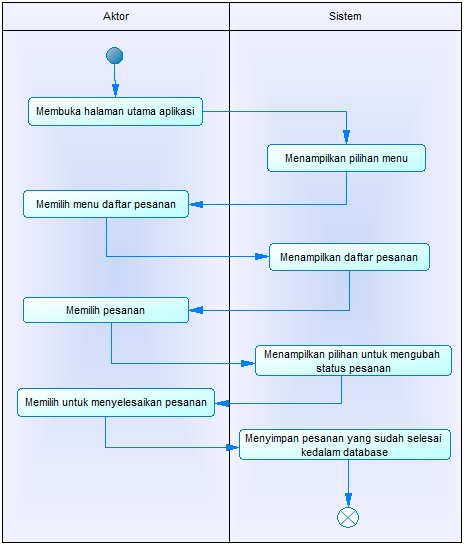 Aktor
Sistem
Membuka halaman utama aplikasi
Menampilkan pilihan menu
Memilih menu daftar pesanan
Menampilkan daftar pesanan
Memilih pesanan
Menampilkan pilihan untuk mengubah
status pesanan
Memilih untuk menyelesaikan pesanan
Menyimpan pesanan yang sudah selesai
kedalam database